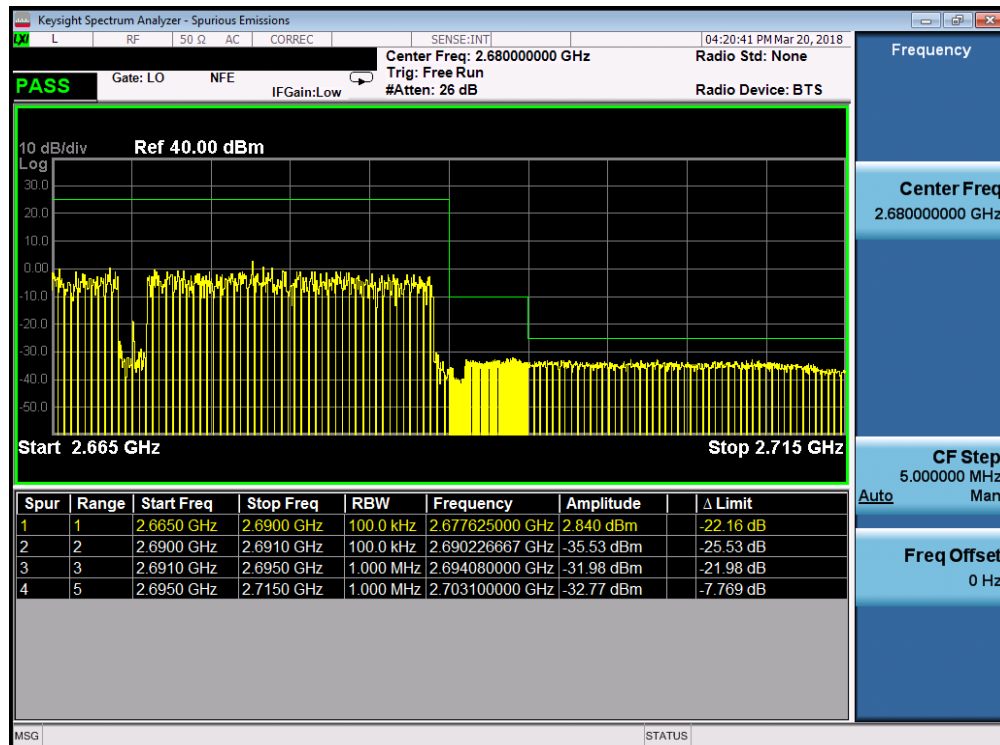 Keysight Spectrum Analyzer - Spurious Emissions
LXI L RF 50 Ω AC CORREC SENSE:INT 04:20:41 PM Mar 20, 2018
Center Freq: 2.680000000 GHz Radio Std: None
PASS Gate: LO NFE Trig: Free Run
IFGain:Low #Atten: 26 dB Radio Device: BTS
10 dB/div Ref 40.00 dBm
Log
30.0
20.0
10.0
0.00
-10.0
-20.0
-30.0
-40.0
-50.0
Start 2.665 GHz Stop 2.715 GHz
Spur Range Start Freq Stop Freq RBW Frequency Amplitude Δ Limit
1 1 2.6650 GHz 2.6900 GHz 100.0 kHz 2.677625000 GHz 2.840 dBm -22.16 dB
2 2 2.6900 GHz 2.6910 GHz 100.0 kHz 2.690226667 GHz -35.53 dBm -25.53 dB
3 3 2.6910 GHz 2.6950 GHz 1.000 MHz 2.694080000 GHz -31.98 dBm -21.98 dB
4 5 2.6950 GHz 2.7150 GHz 1.000 MHz 2.703100000 GHz -32.77 dBm -7.769 dB
MSG STATUS
Frequency
Center Freq
2.680000000 GHz
CF Step
5.000000 MHz
Auto Man
Freq Offset
0 Hz